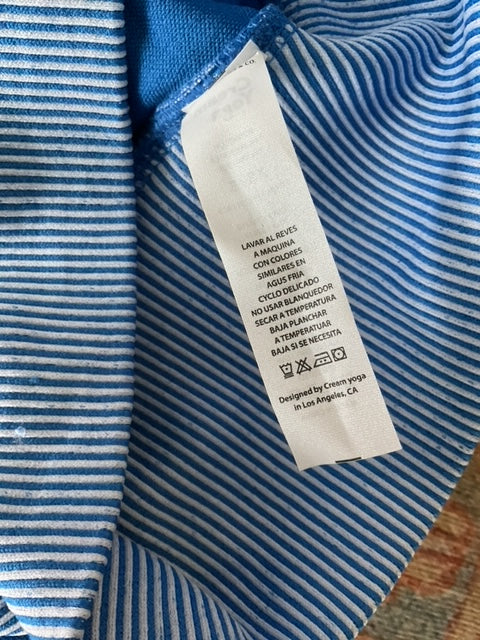 LAVAR AL REVES
A MAQUINA
CON COLORES
SIMILARES EN
AGUS FRIA
CYCLO DELICADO
NO USAR BLANQUEDOR
SECAR A TEMPERATURA
BAJA PLANCHAR
A TEMPERATUAR
BAJA SI SE NECESITA
Designed by Cream yoga
in Los Angeles, CA